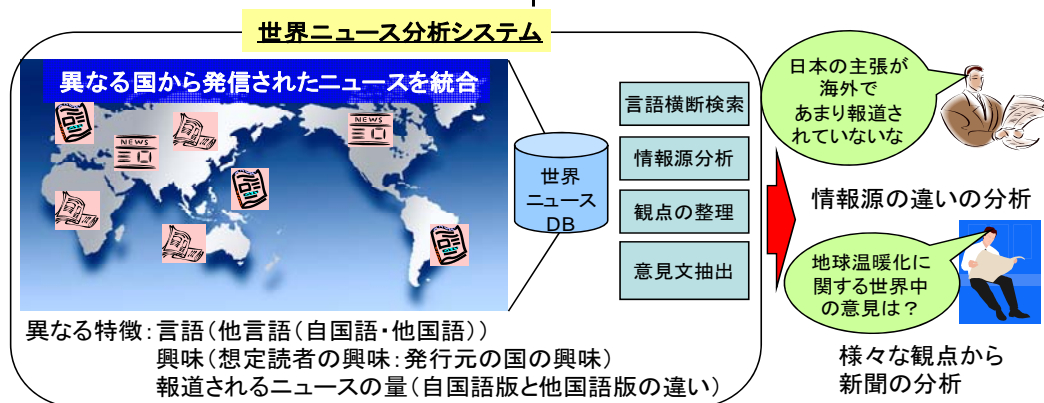 世界ニュース分析システム
異なる国から発信されたニュースを統合
NEWS
NEWS
世界
ニュース
DB
言語横断検索
情報源分析
観点の整理
意見文抽出
日本の主張が
海外で
あまり報道さ
れていないな
情報源の違いの分析
地球温暖化に
関する世界中
の意見は？
様々な観点から
新聞の分析
異なる特徴：言語（他言語（自国語・他国語））
興味（想定読者の興味：発行元の国の興味）
報道されるニュースの量（自国語版と他国語版の違い）